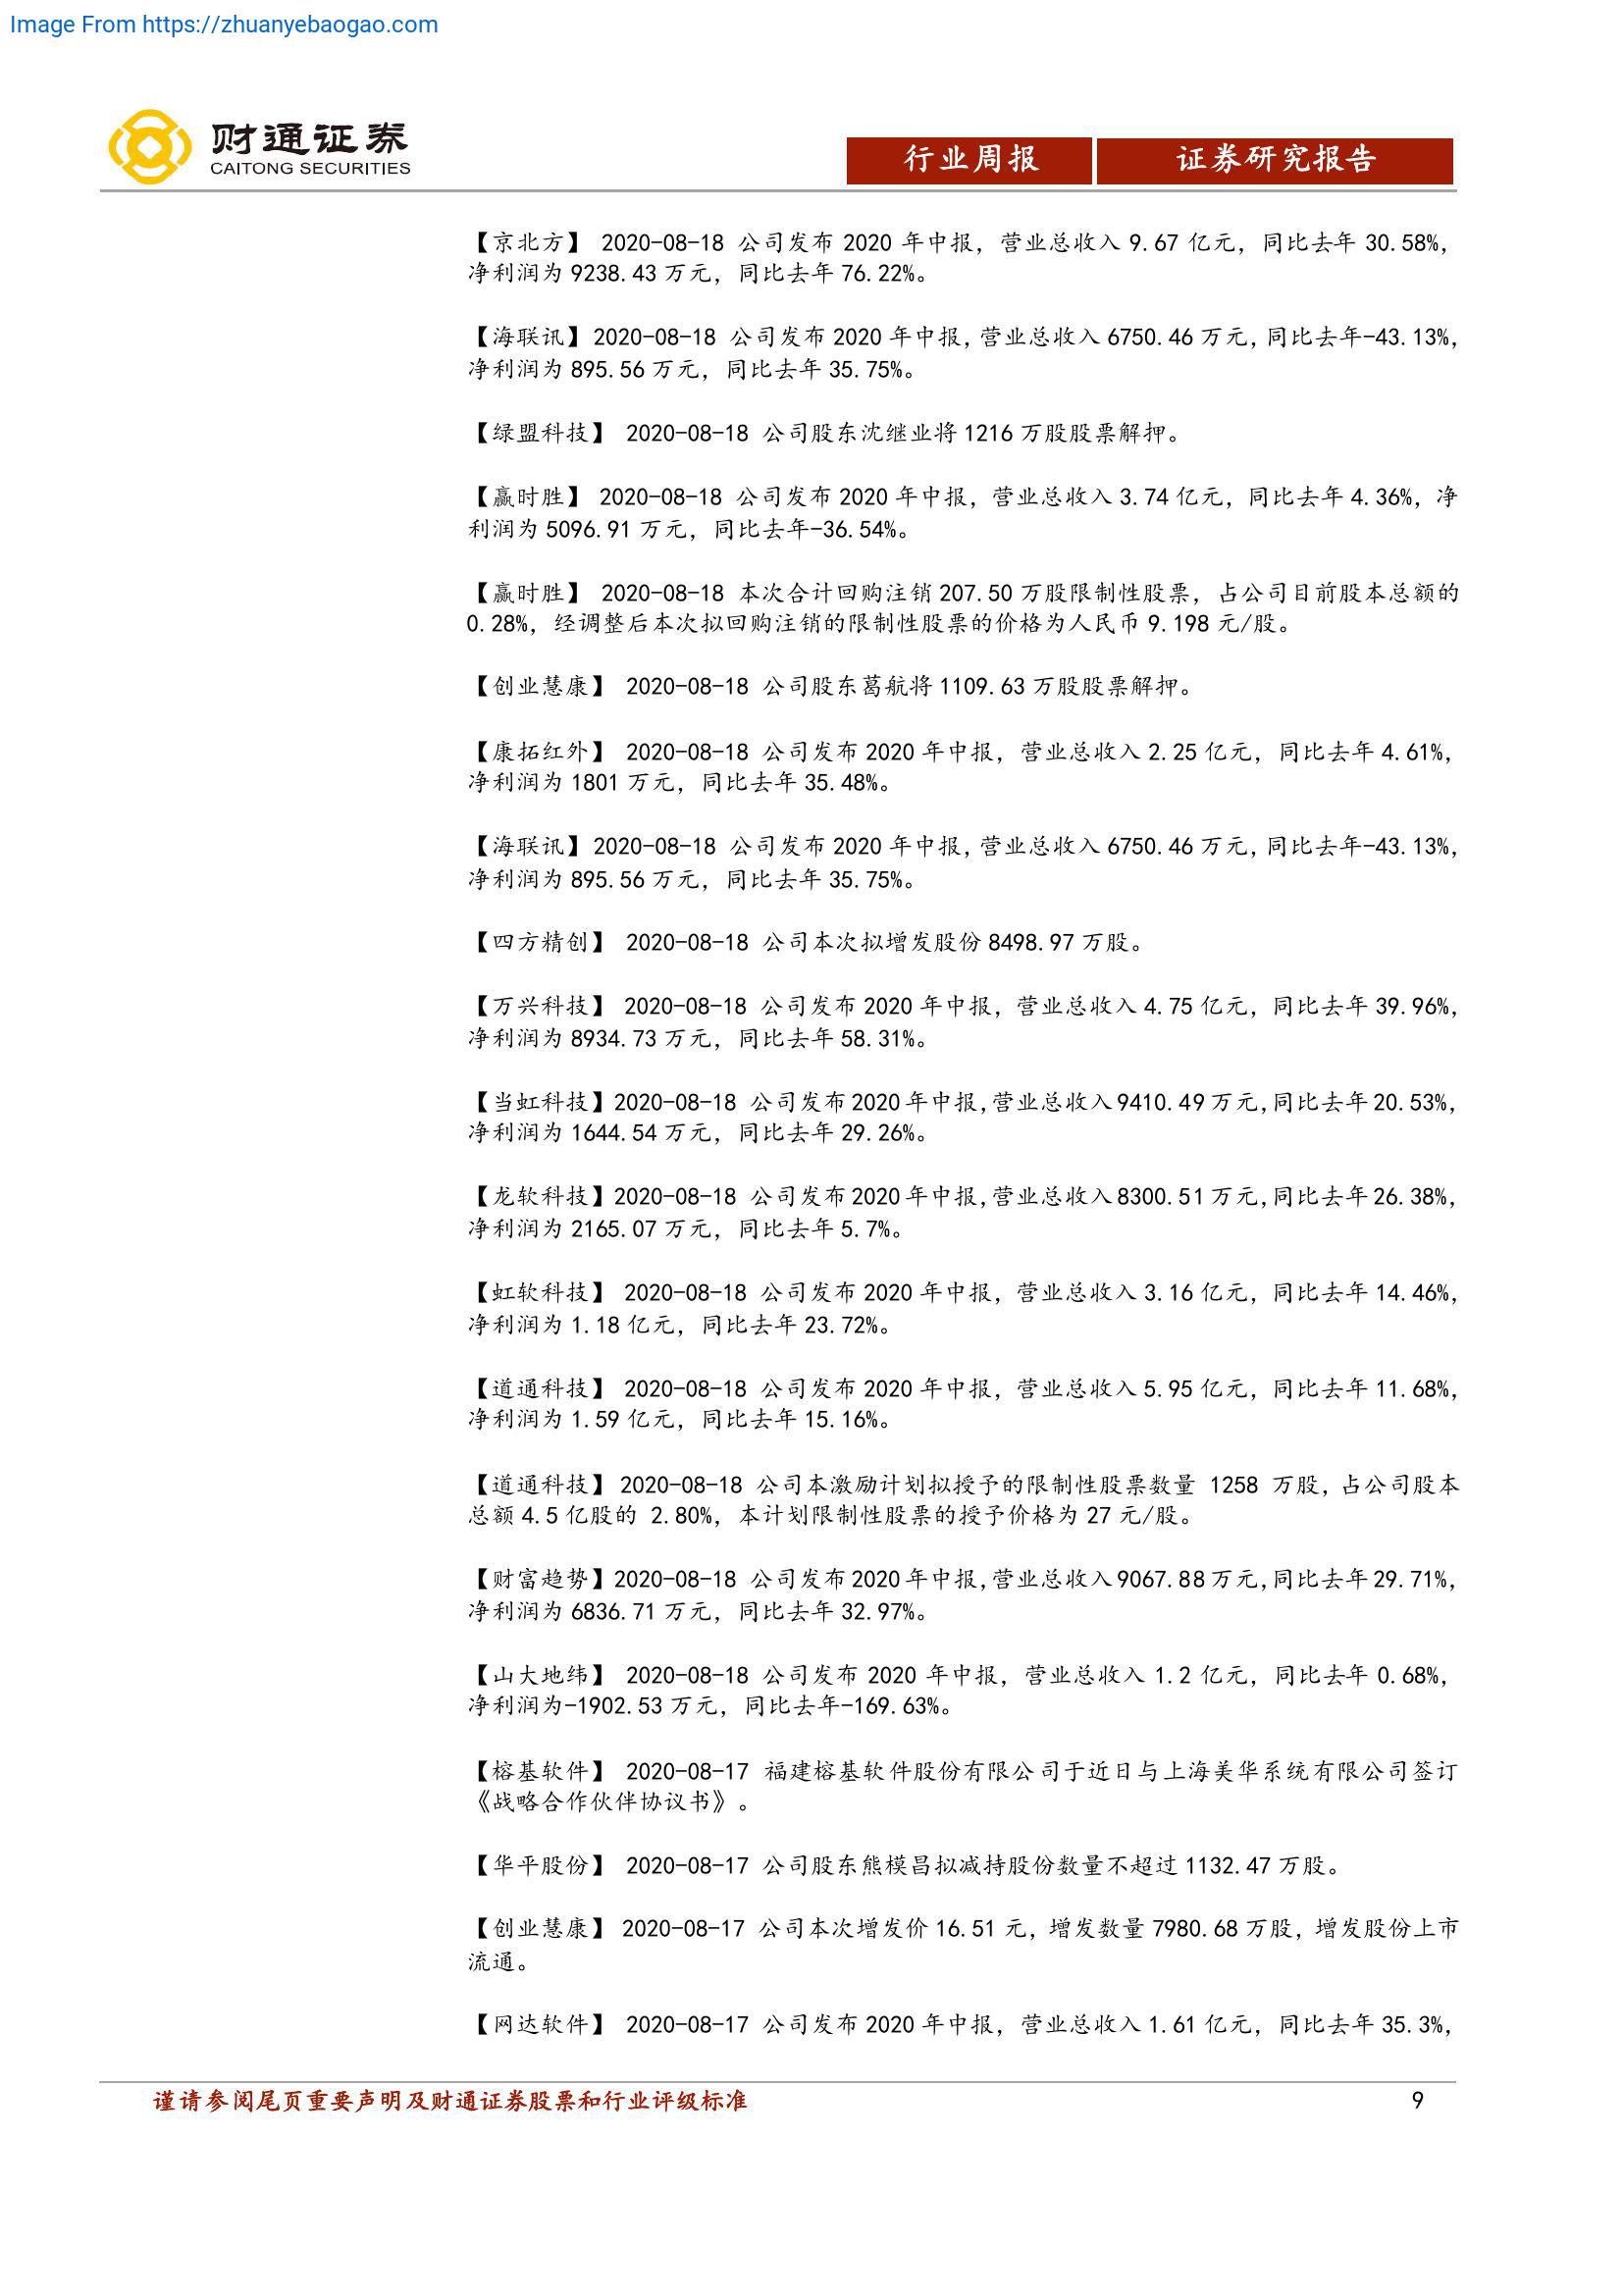 Image From https://zhuanyebaogao.com
财通证券
CAITONG SECURITIES
行业周报 证券研究报告
【京北方】 2020-08-18 公司发布 2020 年中报，营业总收入 9.67 亿元，同比去年 30.58%，
净利润为 9238.43 万元，同比去年 76.22%。
【海联讯】2020-08-18 公司发布 2020 年中报，营业总收入 6750.46 万元，同比去年-43.13%，
净利润为 895.56 万元，同比去年 35.75%。
【绿盟科技】 2020-08-18 公司股东沈继业将 1216 万股股票解押。
【赢时胜】 2020-08-18 公司发布 2020 年中报，营业总收入 3.74 亿元，同比去年 4.36%，净
利润为 5096.91 万元，同比去年-36.54%。
【赢时胜】 2020-08-18 本次合计回购注销 207.50 万股限制性股票，占公司目前股本总额的
0.28%，经调整后本次拟回购注销的限制性股票的价格为人民币 9.198 元/股。
【创业慧康】 2020-08-18 公司股东葛航将 1109.63 万股股票解押。
【康拓红外】 2020-08-18 公司发布 2020 年中报，营业总收入 2.25 亿元，同比去年 4.61%，
净利润为 1801 万元，同比去年 35.48%。
【海联讯】2020-08-18 公司发布 2020 年中报，营业总收入 6750.46 万元，同比去年-43.13%，
净利润为 895.56 万元，同比去年 35.75%。
【四方精创】 2020-08-18 公司本次拟增发股份 8498.97 万股。
【万兴科技】 2020-08-18 公司发布 2020 年中报，营业总收入 4.75 亿元，同比去年 39.96%，
净利润为 8934.73 万元，同比去年 58.31%。
【当虹科技】2020-08-18 公司发布 2020 年中报，营业总收入 9410.49 万元，同比去年 20.53%，
净利润为 1644.54 万元，同比去年 29.26%。
【龙软科技】2020-08-18 公司发布 2020 年中报，营业总收入 8300.51 万元，同比去年 26.38%，
净利润为 2165.07 万元，同比去年 5.7%。
【虹软科技】 2020-08-18 公司发布 2020 年中报，营业总收入 3.16 亿元，同比去年 14.46%，
净利润为 1.18 亿元，同比去年 23.72%。
【道通科技】 2020-08-18 公司发布 2020 年中报，营业总收入 5.95 亿元，同比去年 11.68%，
净利润为 1.59 亿元，同比去年 15.16%。
【道通科技】2020-08-18 公司本激励计划拟授予的限制性股票数量 1258 万股，占公司股本
总额 4.5 亿股的 2.80%，本计划限制性股票的授予价格为 27 元/股。
【财富趋势】2020-08-18 公司发布 2020 年中报，营业总收入 9067.88 万元，同比去年 29.71%，
净利润为 6836.71 万元，同比去年 32.97%。
【山大地纬】 2020-08-18 公司发布 2020 年中报，营业总收入 1.2 亿元，同比去年 0.68%，
净利润为-1902.53 万元，同比去年-169.63%。
【榕基软件】 2020-08-17 福建榕基软件股份有限公司于近日与上海美华系统有限公司签订
《战略合作伙伴协议书》。
【华平股份】 2020-08-17 公司股东熊模昌拟减持股份数量不超过 1132.47 万股。
【创业慧康】 2020-08-17 公司本次增发价 16.51 元，增发数量 7980.68 万股，增发股份上市
流通。
【网达软件】 2020-08-17 公司发布 2020 年中报，营业总收入 1.61 亿元，同比去年 35.3%，
谨请参阅尾页重要声明及财通证券股票和行业评级标准 9